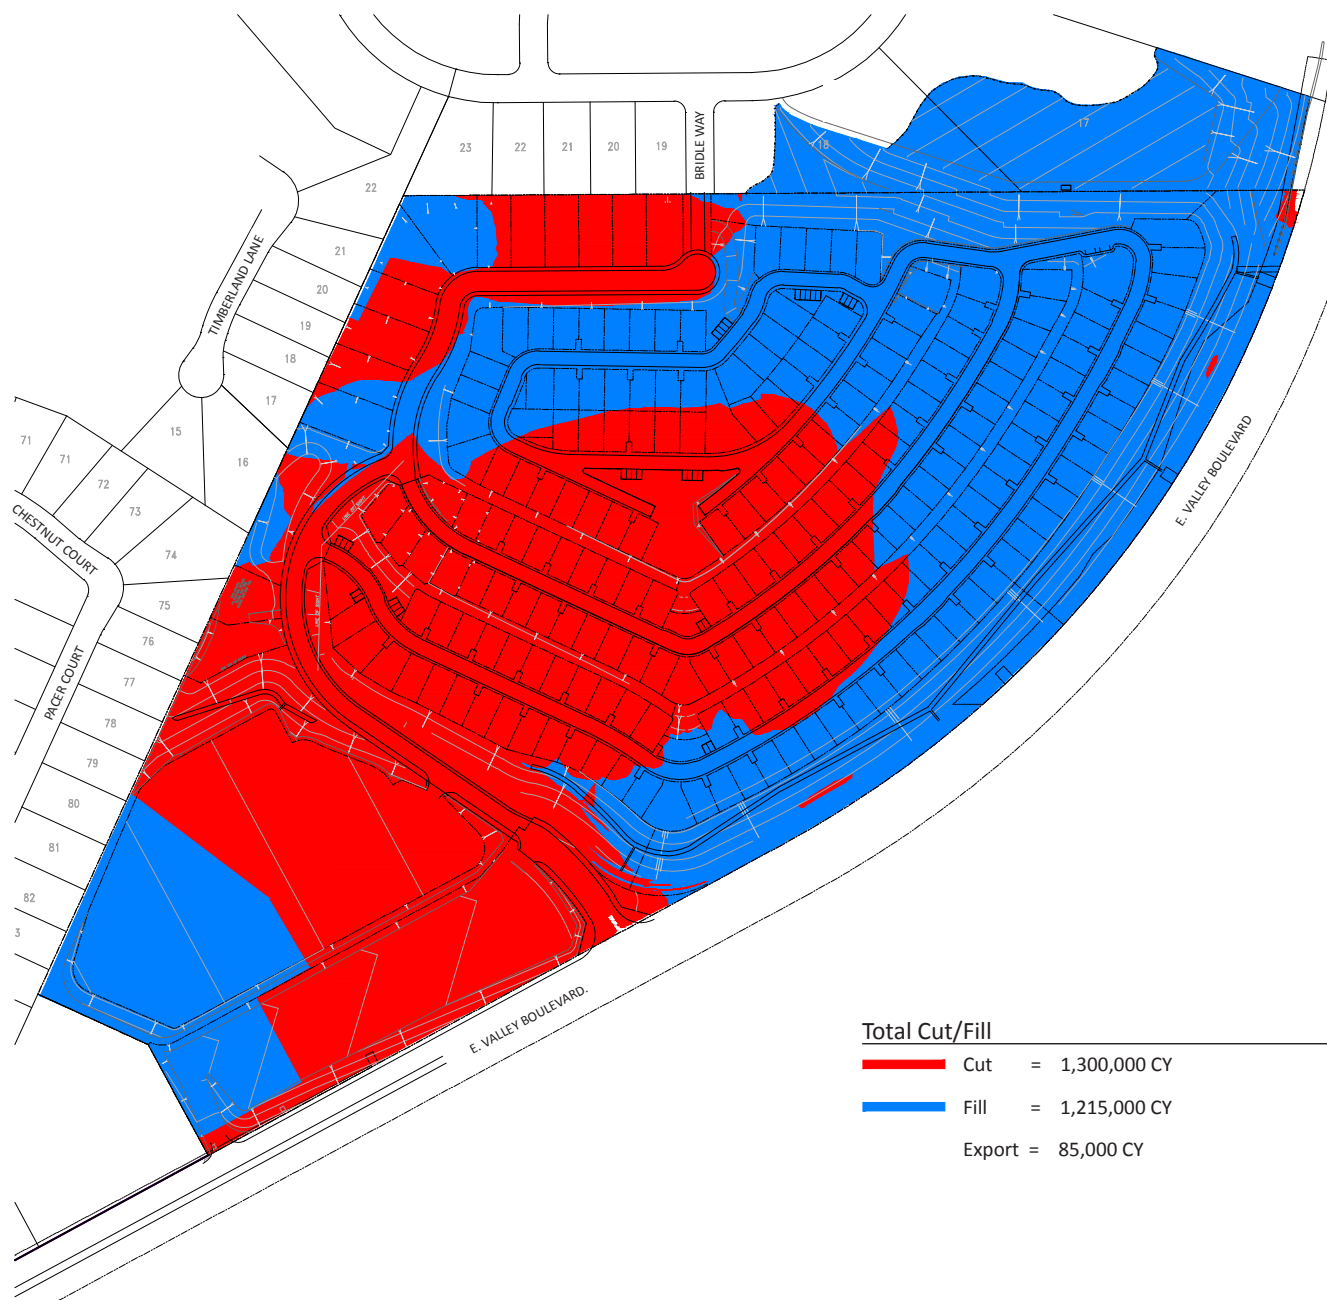 17
18
BRIDLE WAY
23
22
21
20
19
22
21
20
19
18
17
TIMBERLAND LANE
15
16
71
71
72
73
74
CHESTNUT COURT
75
76
77
78
79
80
81
82
3
PACER COURT
E. VALLEY BOULEVARD
E. VALLEY BOULEVARD.
Total Cut/Fill
Cut = 1,300,000 CY
Fill = 1,215,000 CY
Export = 85,000 CY